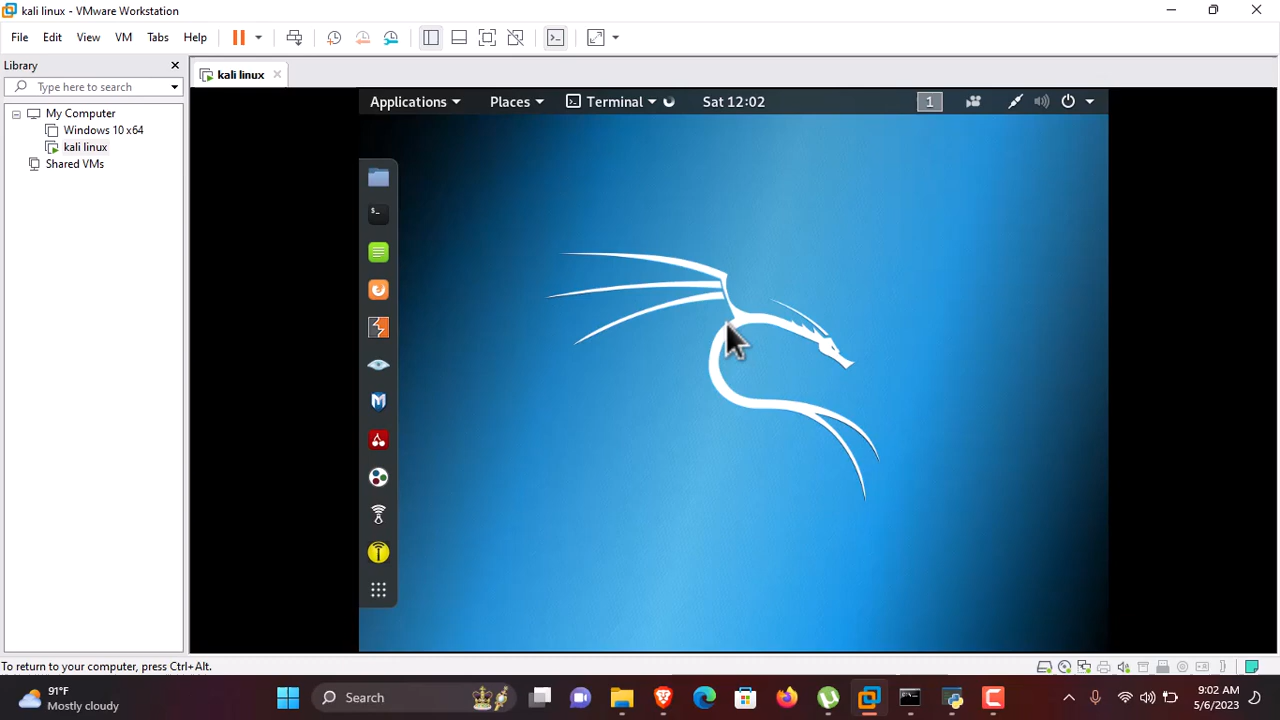 kali linux - VMware Workstation
File Edit View VM Tabs Help
Library
Type here to search
My Computer
Windows 10 x64
kali linux
Shared VMs
kali linux
Applications Places Terminal Sat 12:02 1
$-
To return to your computer, press Ctrl+Alt.
91°F
Mostly cloudy
Search
9:02 AM
5/6/2023